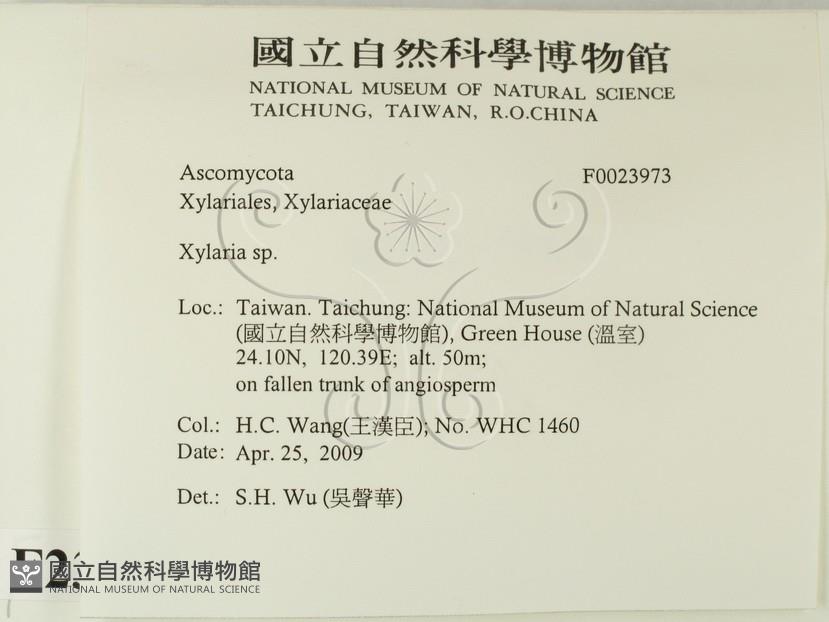 國立自然科學博物館
NATIONAL MUSEUM OF NATURAL SCIENCE
TAICHUNG, TAIWAN, R.O.CHINA
Ascomycota F0023973
Xylariales, Xylariaceae
Xylaria sp.
Loc.: Taiwan. Taichung: National Museum of Natural Science
(國立自然科學博物館), Green House (溫室)
24.10N, 120.39E; alt. 50m;
on fallen trunk of angiosperm
Col.: H.C. Wang(王漢臣); No. WHC 1460
Date: Apr. 25, 2009
Det.: S.H. Wu (吳聲華)
國立自然科學博物館
NATIONAL MUSEUM OF NATURAL SCIENCE